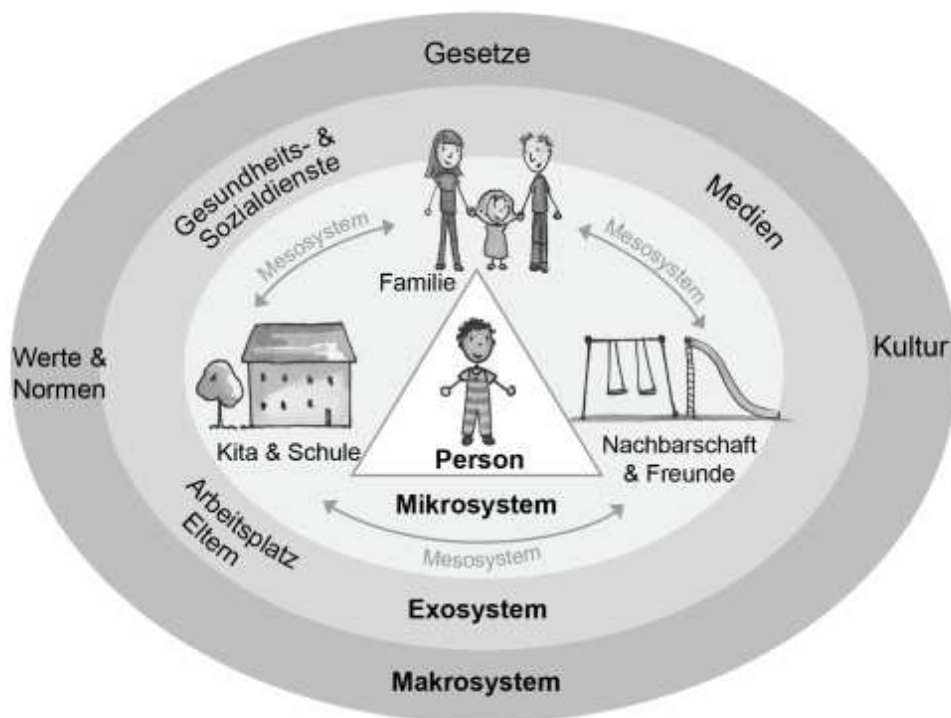 Gesetze
Gesundheits- &
Sozialdienste
Medien
Mesosystem
Mesosystem
Familie
Werte &
Normen
Kultur
Kita & Schule
Person
Nachbarschaft
& Freunde
Mikrosystem
Arbeitsplatz
Eltern
Mesosystem
Exosystem
Makrosystem